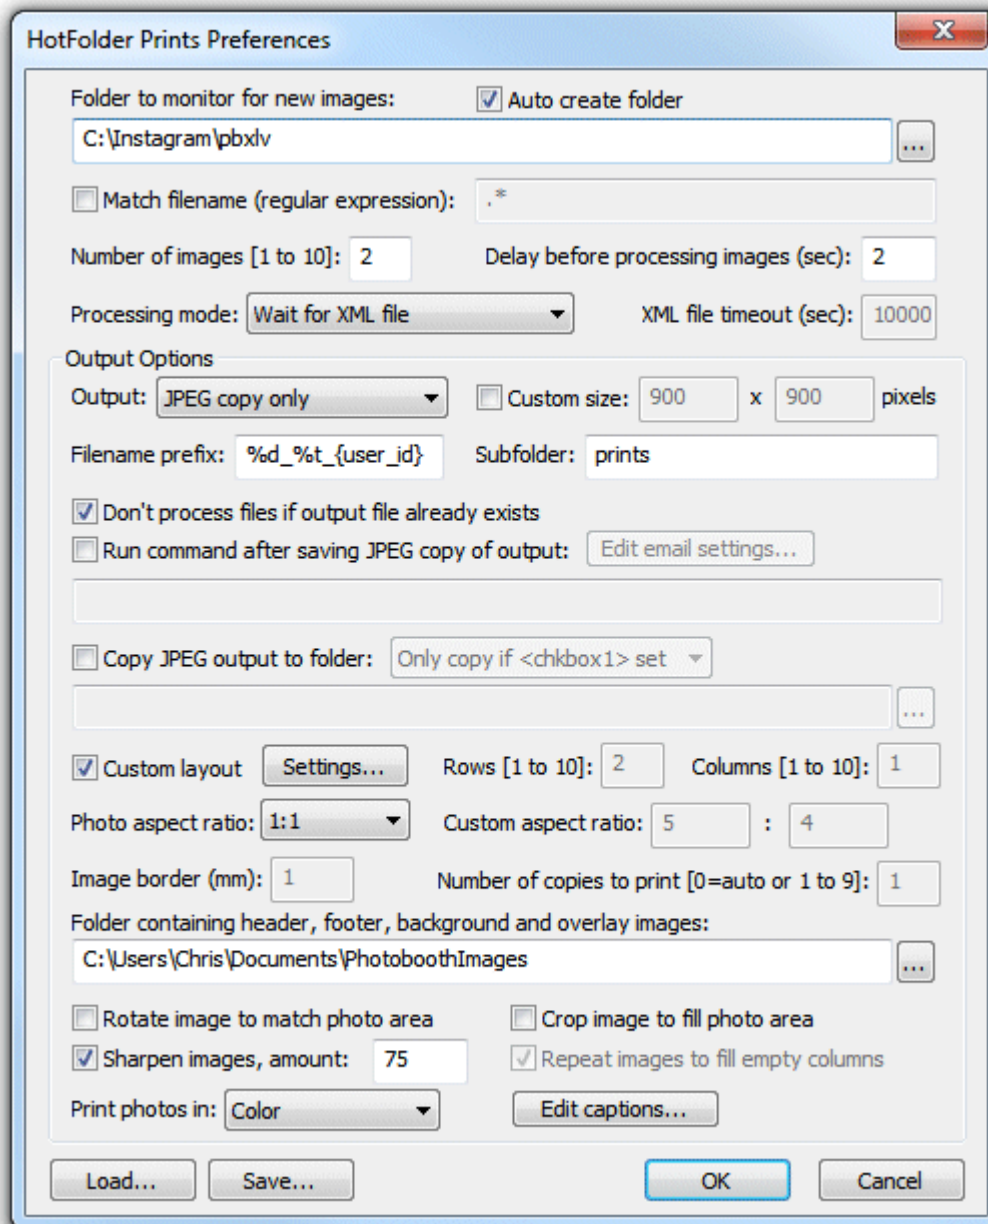 HotFolder Prints Preferences
Folder to monitor for new images: Auto create folder
C:\Instagram\pbxlv ...
Match filename (regular expression): .*
Number of images [1 to 10]: 2 Delay before processing images (sec): 2
Processing mode: Wait for XML file XML file timeout (sec): 10000
Output Options
Output: JPEG copy only Custom size: 900 x 900 pixels
Filename prefix: %d_%t_{user_id} Subfolder: prints
Don't process files if output file already exists
Run command after saving JPEG copy of output: Edit email settings...
Copy JPEG output to folder: Only copy if <chkbox1> set
...
Custom layout Settings... Rows [1 to 10]: 2 Columns [1 to 10]: 1
Photo aspect ratio: 1:1 Custom aspect ratio: 5 : 4
Image border (mm): 1 Number of copies to print [0=auto or 1 to 9]: 1
Folder containing header, footer, background and overlay images:
C:\Users\Chris\Documents\PhotoboothImages ...
Rotate image to match photo area Crop image to fill photo area
Sharpen images, amount: 75 Repeat images to fill empty columns
Print photos in: Color Edit captions...
Load... Save... OK Cancel